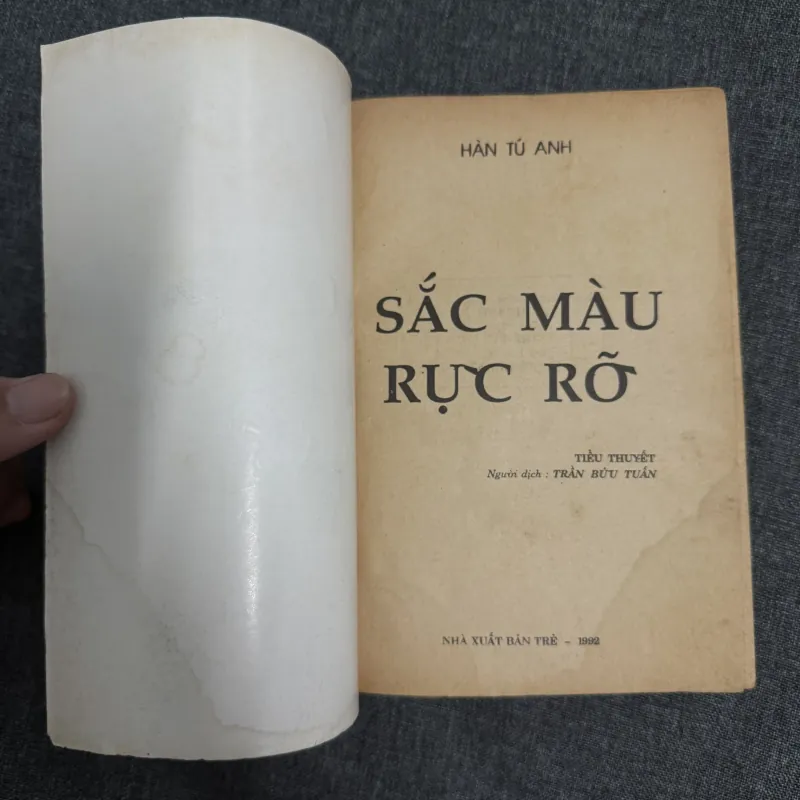 HÀN TÚ ANH
SẮC MÀU
RỰC RỠ
TIỂU THUYẾT
Người dịch : TRẦN BỬU TUẤN
NHÀ XUẤT BẢN TRẺ - 1992